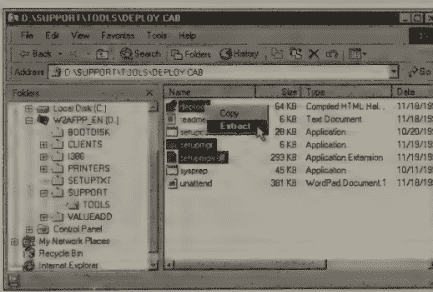 D:\SUPPORT\TOOLS\DEPLOY.CAB
File Edit View Favorites Tools Help
Back Search Folders History
Address D:\SUPPORT\TOOLS\DEPLOY.CAB Go
Folders
Name Size Type Date
Local Disk (C:)
W2AFPP_EN (D:)
BOOTDISK
CLIENTS
I386
PRINTERS
SETUPTXT
SUPPORT
TOOLS
VALUEADD
Control Panel
My Network Places
Recycle Bin
Internet Explorer
deptool 64 KB Compiled HTML Hel... 11/18/19
readme 6 KB Text Document 11/18/19
28 KB Application 10/20/19
setupmgr 6 KB Application 11/19/19
293 KB Application Extension 11/19/19
sysprep 45 KB Application 10/11/19
unattend 381 KB WordPad Document 11/18/19
Copy
Extract